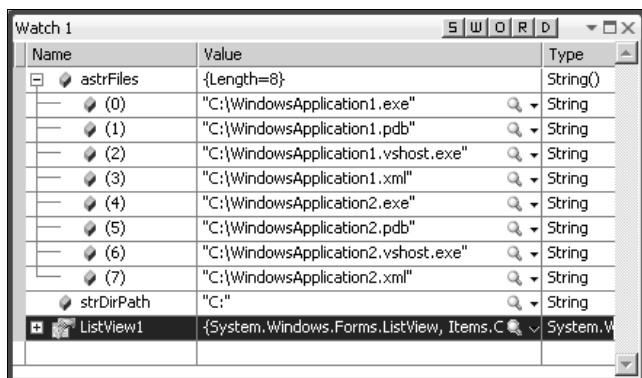 Watch 1 S W O R D
Name Value Type
astrFiles {Length=8} String()
(0) "C:\WindowsApplication1.exe" String
(1) "C:\WindowsApplication1.pdb" String
(2) "C:\WindowsApplication1.vshost.exe" String
(3) "C:\WindowsApplication1.xml" String
(4) "C:\WindowsApplication2.exe" String
(5) "C:\WindowsApplication2.pdb" String
(6) "C:\WindowsApplication2.vshost.exe" String
(7) "C:\WindowsApplication2.xml" String
strDirPath "C:" String
ListView1 {System.Windows.Forms.ListView, Items.C System.W